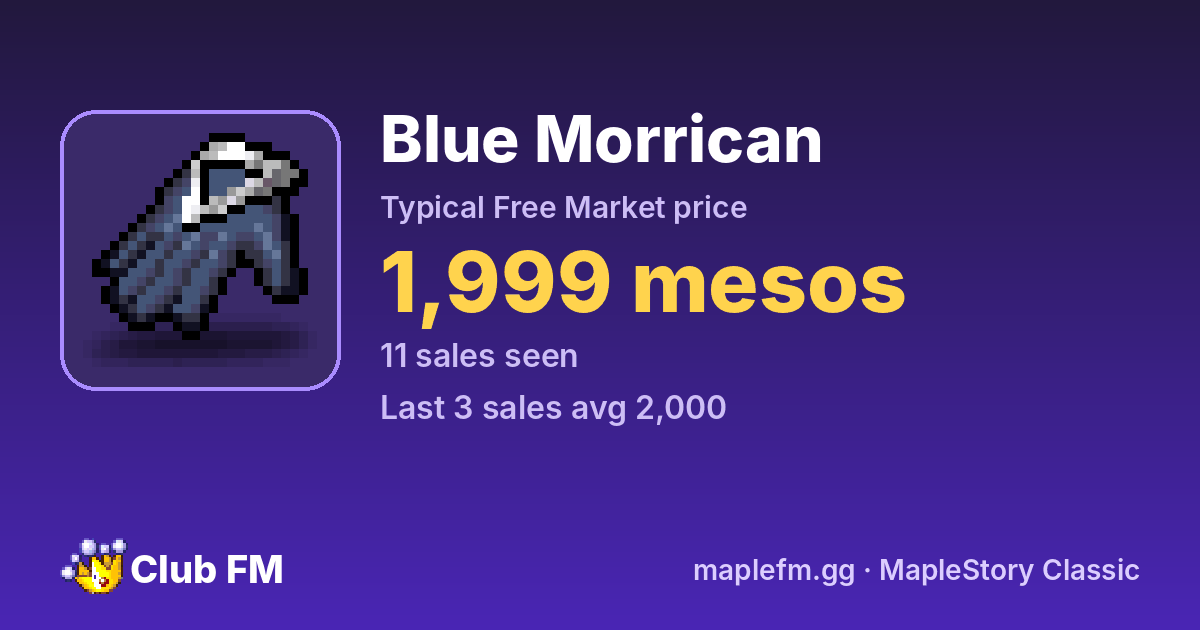 Blue Morrican
Typical Free Market price
1,999 mesos
11 sales seen
Last 3 sales avg 2,000
Club FM
maplefm.gg · MapleStory Classic